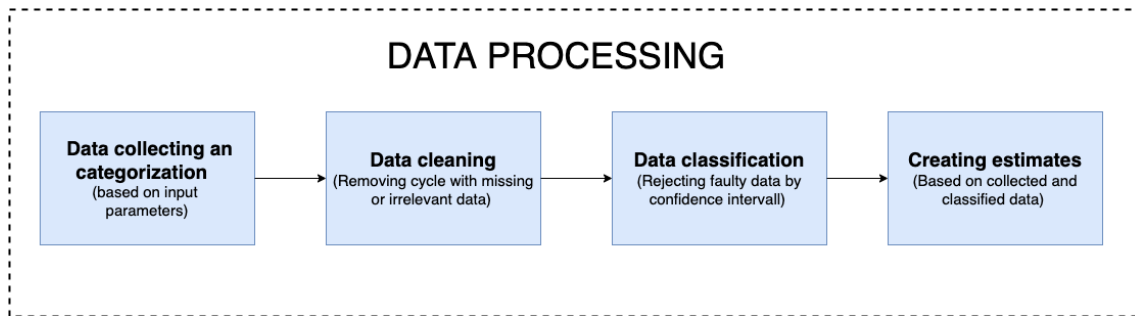 DATA PROCESSING
Data collecting an
categorization
(based on input
parameters)
Data cleaning
(Removing cycle with missing
or irrelevant data)
Data classification
(Rejecting faulty data by
confidence intervall)
Creating estimates
(Based on collected and
classified data)